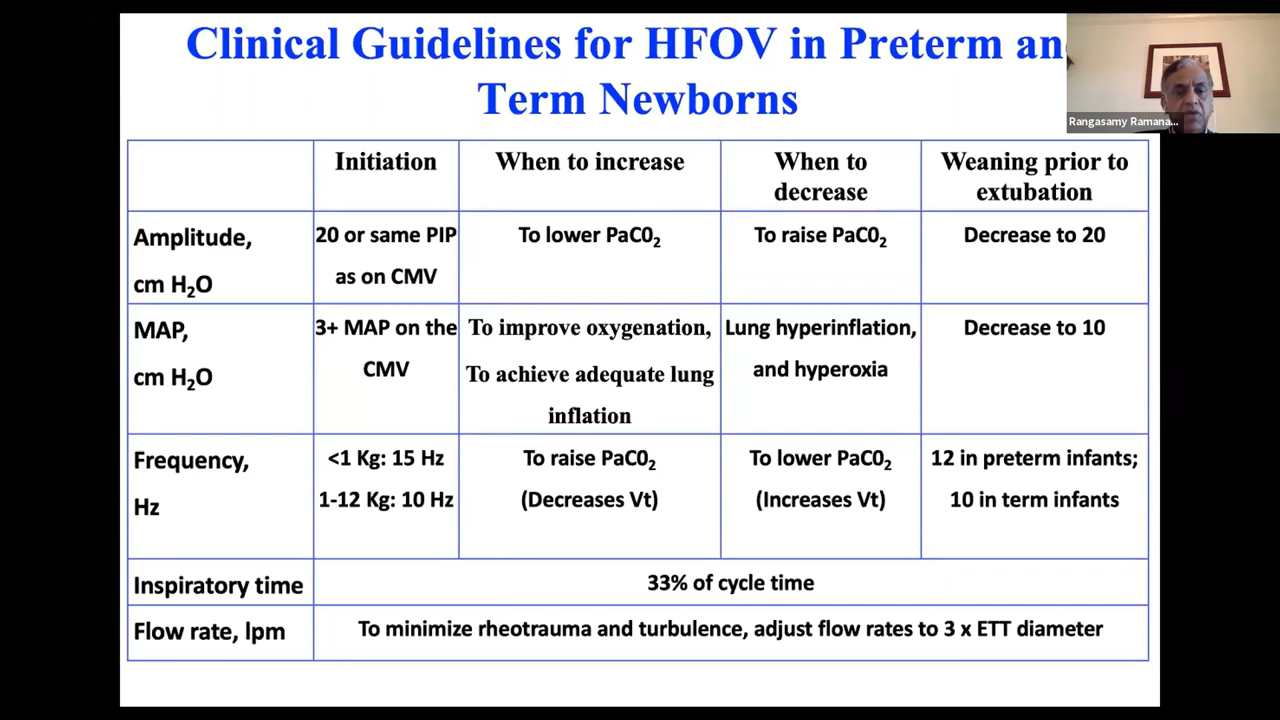 Clinical Guidelines for HFOV in Preterm an
Term Newborns
Rangasamy Ramana...
Initiation
When to increase
When to
decrease
Weaning prior to
extubation
Amplitude,
cm H₂O
20 or same PIP
as on CMV
To lower PaC0₂
To raise PaC0₂
Decrease to 20
MAP,
cm H₂O
3+ MAP on the
CMV
To improve oxygenation,
To achieve adequate lung
inflation
Lung hyperinflation,
and hyperoxia
Decrease to 10
Frequency,
Hz
<1 Kg: 15 Hz
1-12 Kg: 10 Hz
To raise PaC0₂
(Decreases Vt)
To lower PaC0₂
(Increases Vt)
12 in preterm infants;
10 in term infants
Inspiratory time
33% of cycle time
Flow rate, lpm
To minimize rheotrauma and turbulence, adjust flow rates to 3 x ETT diameter